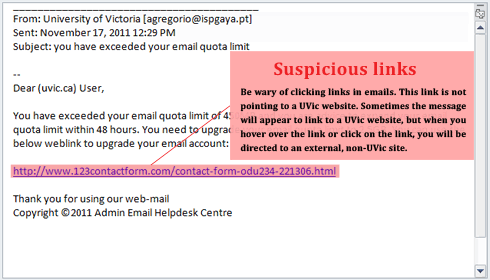 From: University of Victoria [agregorio@ispgaya.pt]
Sent: November 17, 2011 12:29 PM
Subject: you have exceeded your email quota limit
--
Dear (uvic.ca) User,
You have exceeded your email quota limit of
quota limit within 48 hours. You need to
below weblink to upgrade your email account:
Suspicious links
Be wary of clicking links in emails. This link is not
pointing to a UVic website. Sometimes the message
will appear to link to a UVic website, but when you
hover over the link or click on the link, you will be
directed to an external, non-UVic site.
http://www.123contactform.com/contact-form-odu234-221306.html
Thank you for using our web-mail
Copyright ©2011 Admin Email Helpdesk Centre